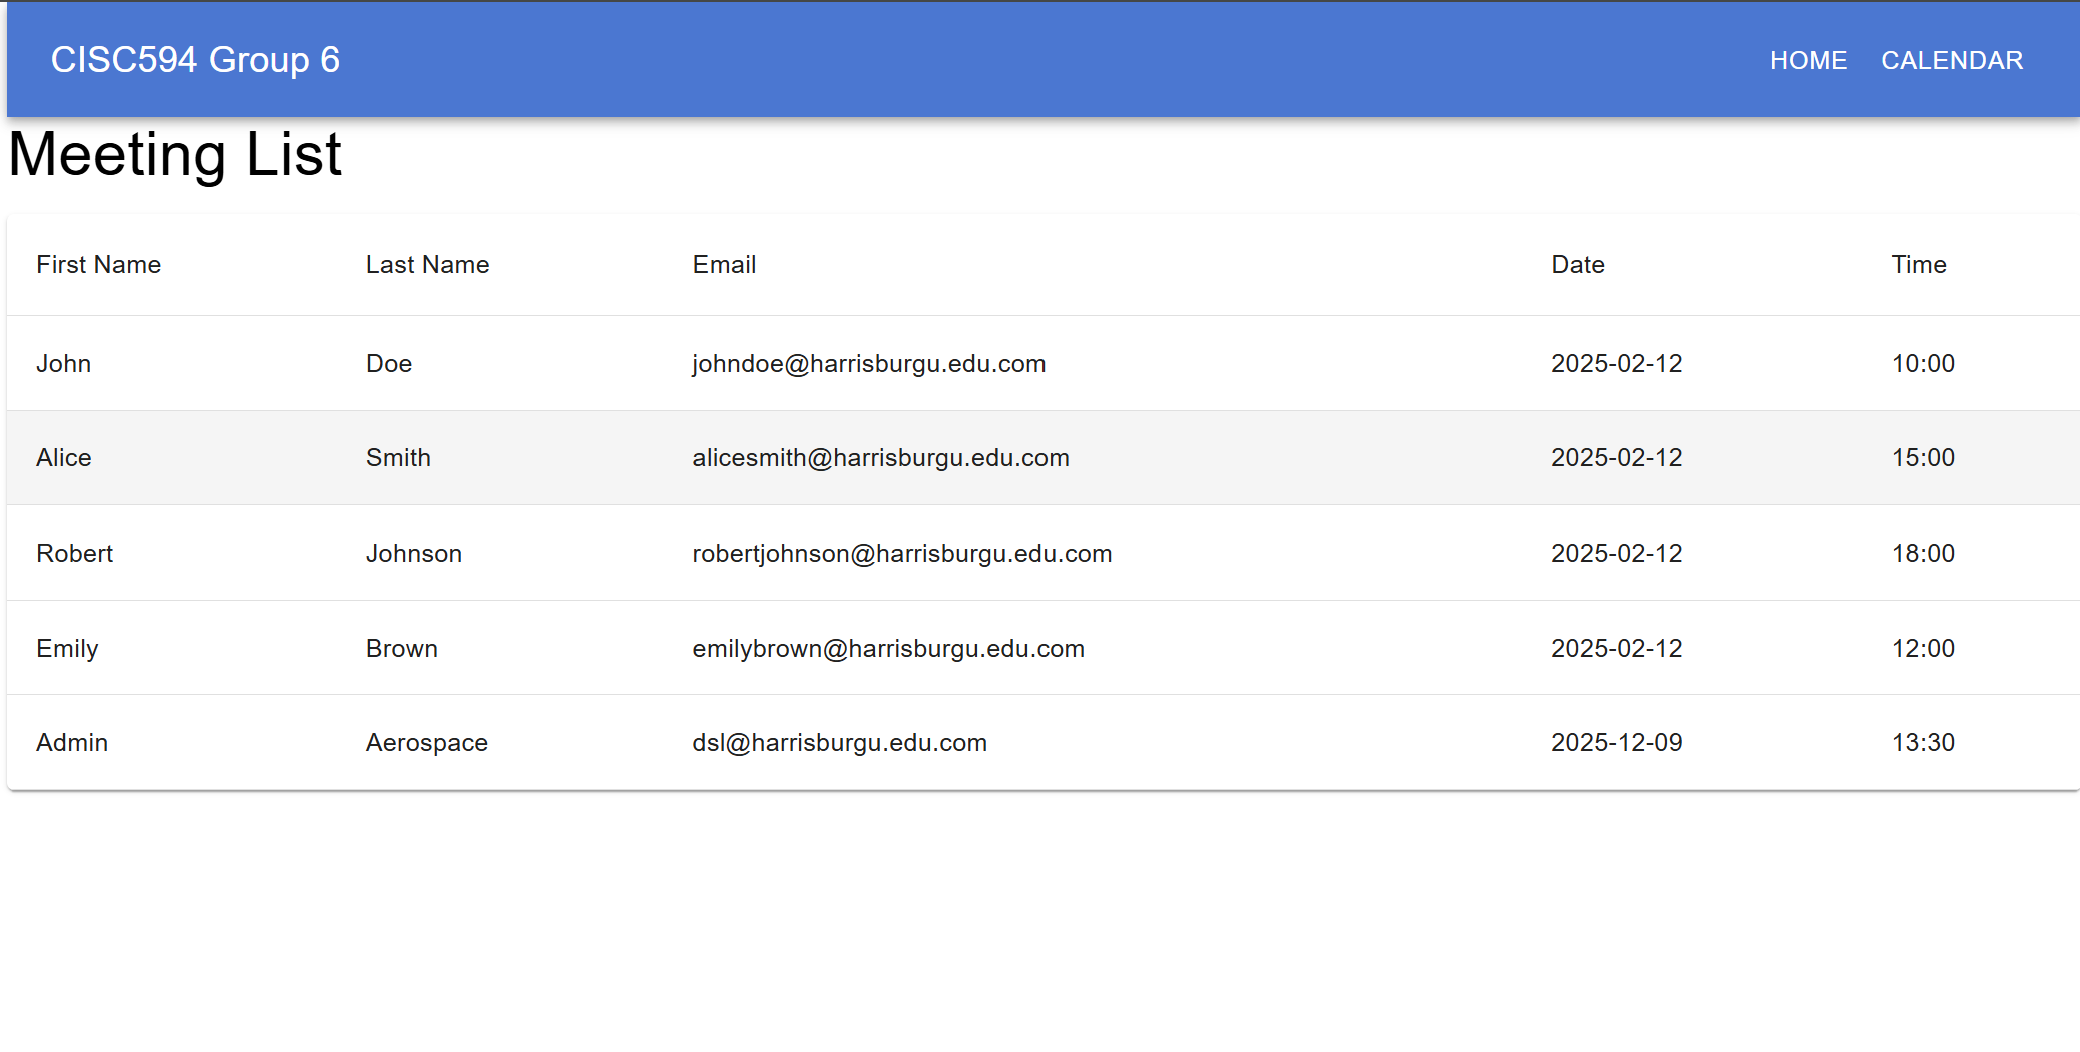 CISC594 Group 6 HOME CALENDAR
Meeting List
First Name Last Name Email Date Time
John Doe johndoe@harrisburgu.edu.com 2025-02-12 10:00
Alice Smith alicesmith@harrisburgu.edu.com 2025-02-12 15:00
Robert Johnson robertjohnson@harrisburgu.edu.com 2025-02-12 18:00
Emily Brown emilybrown@harrisburgu.edu.com 2025-02-12 12:00
Admin Aerospace dsl@harrisburgu.edu.com 2025-12-09 13:30